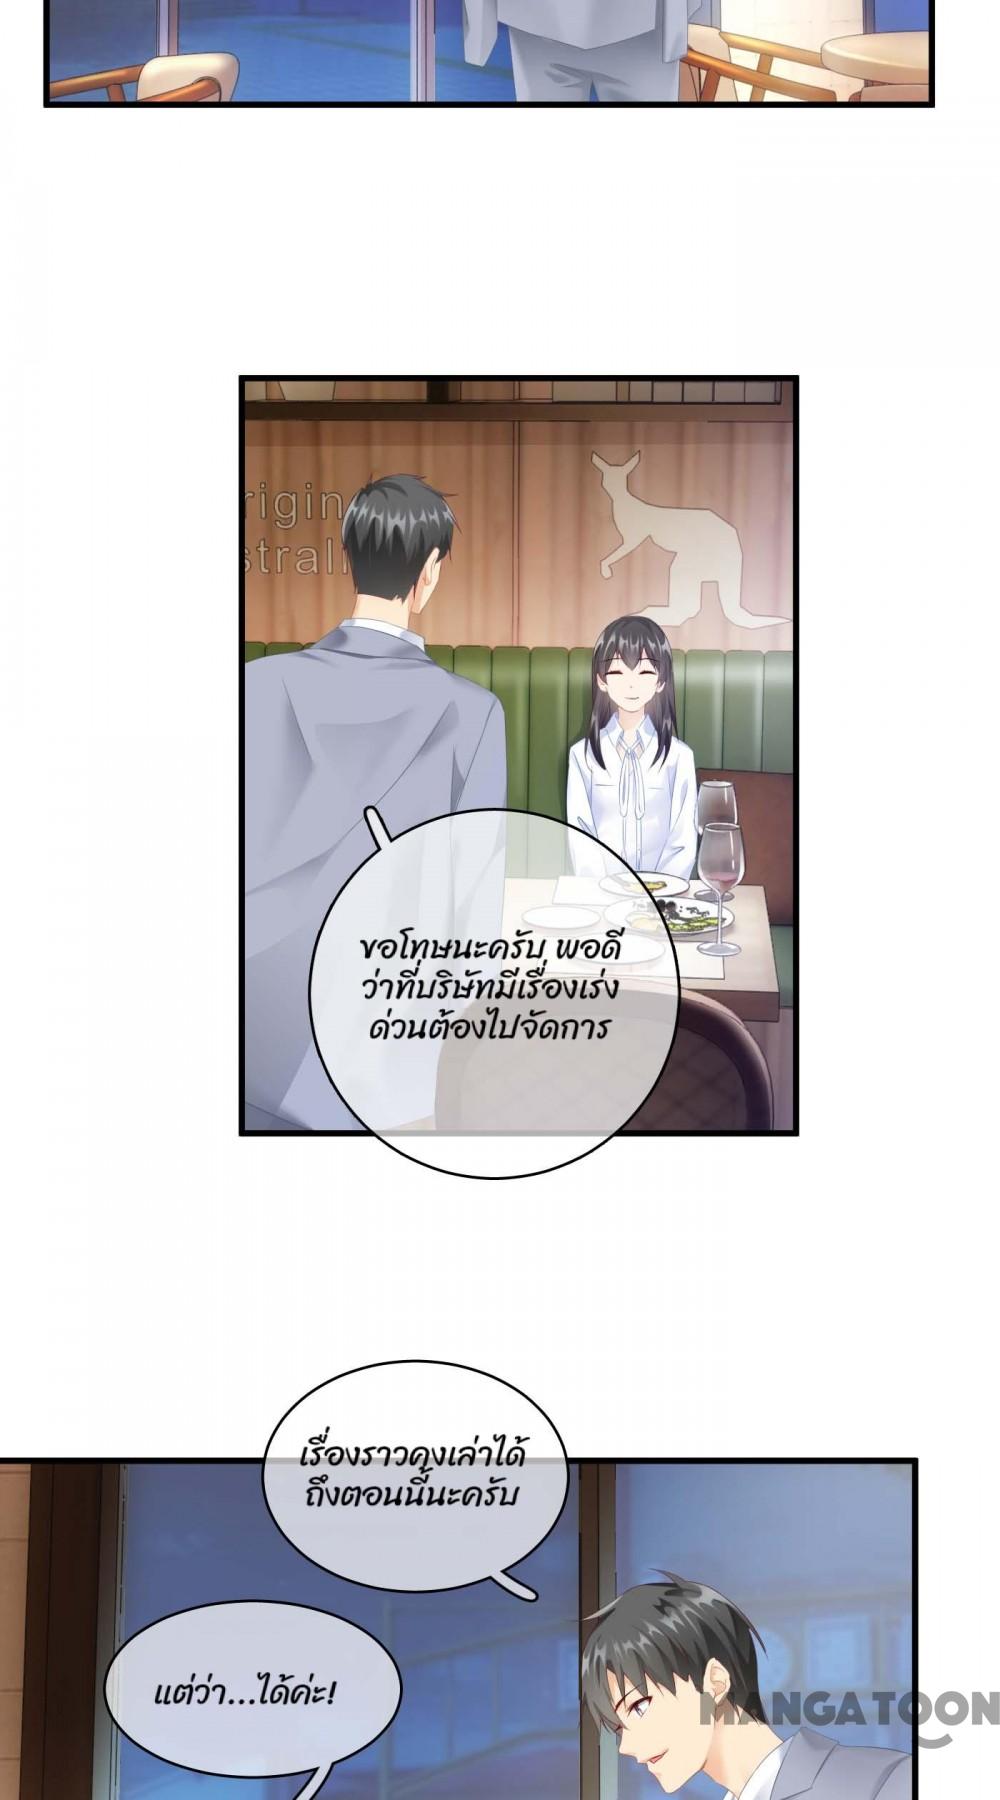 rigin
strali
ขอโทษนะครับ พอดี
ว่าที่บริษัทมีเรื่องเร่ง
ด่วนต้องไปจัดการ
เรื่องราวคงเล่าได้
ถึงตอนนี้นะครับ
แต่ว่า...ได้ค่ะ!
MANGATOON